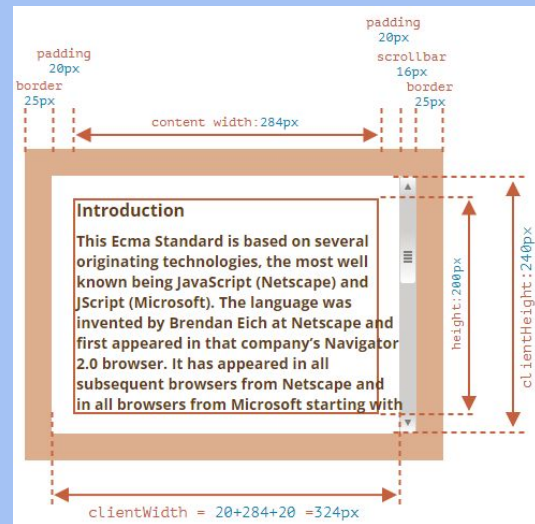 padding
20px
padding
20px
scrollbar
16px
border
25px
border
25px
content width:284px
Introduction
This Ecma Standard is based on several
originating technologies, the most well
known being JavaScript (Netscape) and
JScript (Microsoft). The language was
invented by Brendan Eich at Netscape and
first appeared in that company’s Navigator
2.0 browser. It has appeared in all
subsequent browsers from Netscape and
in all browsers from Microsoft starting with
height:200px
clientHeight:240px
clientWidth = 20+284+20 =324px